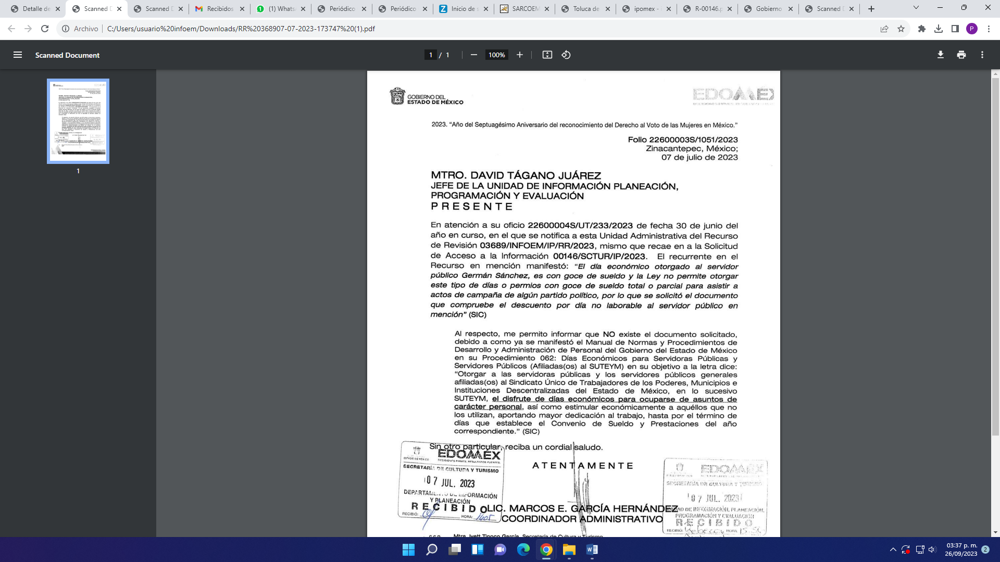 Detalle de
Scanned D
Scanned D
Recibidos
(1) Whats
Periódico
Periódico
Inicio de s
SARCOEM
Toluca de
ipomex -
R-00146.p
Gobierno
Scanned D
Archivo
C:/Users/usuario%20infoem/Downloads/RR%20368907-07-2023-173747%20(1).pdf
P
Scanned Document
1 / 1
100%
1
GOBIERNO DEL
ESTADO DE MÉXICO
EDOMÉX
2023. “Año del Septuagésimo Aniversario del reconocimiento del Derecho al Voto de las Mujeres en México.”
Folio 22600003S/1051/2023
Zinacantepec, México;
07 de julio de 2023
MTRO. DAVID TÁGANO JUÁREZ
JEFE DE LA UNIDAD DE INFORMACIÓN PLANEACIÓN,
PROGRAMACIÓN Y EVALUACIÓN
P R E S E N T E
En atención a su oficio 22600004S/UT/233/2023 de fecha 30 de junio del
año en curso, en el que se notifica a esta Unidad Administrativa del Recurso
de Revisión 03689/INFOEM/IP/RR/2023, mismo que recae en a la Solicitud
de Acceso a la Información 00146/SCTUR/IP/2023. El recurrente en el
Recurso en mención manifestó: “El día económico otorgado al servidor
público Germán Sánchez, es con goce de sueldo y la Ley no permite otorgar
este tipo de días o permios con goce de sueldo total o parcial para asistir a
actos de campaña de algún partido político, por lo que se solicitó el documento
que compruebe el descuento por día no laborable al servidor público en
mención” (SIC)
Al respecto, me permito informar que NO existe el documento solicitado,
debido a como ya se manifestó el Manual de Normas y Procedimientos de
Desarrollo y Administración de Personal del Gobierno del Estado de México
en su Procedimiento 062: Días Económicos para Servidoras Públicas y
Servidores Públicos (Afiliadas(os) al SUTEYM) en su objetivo a la letra dice:
“Otorgar a las servidoras públicas y los servidores públicos generales
afiliadas(os) al Sindicato Único de Trabajadores de los Poderes, Municipios e
Instituciones Descentralizadas del Estado de México, en lo sucesivo
SUTEYM, el disfrute de días económicos para ocuparse de asuntos de
carácter personal, así como estimular económicamente a aquéllos que no
los utilizan, aportando mayor dedicación al trabajo, hasta por el término de
días que establece el Convenio de Sueldo y Prestaciones del año
correspondiente.” (SIC)
Sin otro particular, reciba un cordial saludo.
A T E N T A M E N T E
ESTADO DE MÉXICO
EDOMÉX
DECISIONES FIRMES, RESULTADOS FUERTES.
SECRETARÍA DE CULTURA Y TURISMO
07 JUL. 2023
DEPARTAMENTO DE INFORMACIÓN
Y PLANEACIÓN
RECIBIDO
RECIBIÓ:
HORA: 1405
EDOMÉX
SECRETARÍA DE CULTURA Y TURISMO
07 JUL. 2023
UNIDAD DE INFORMACIÓN, PLANEACIÓN,
PROGRAMACIÓN Y EVALUACIÓN
RECIBIDO
RECIBIÓ:
HORA:
LIC. MARCOS E. GARCÍA HERNÁNDEZ
COORDINADOR ADMINISTRATIVO
Mtra. Ivett Tinoco García. Secretaría de Cultura y Turismo
03:37 p. m.
26/09/2023
2